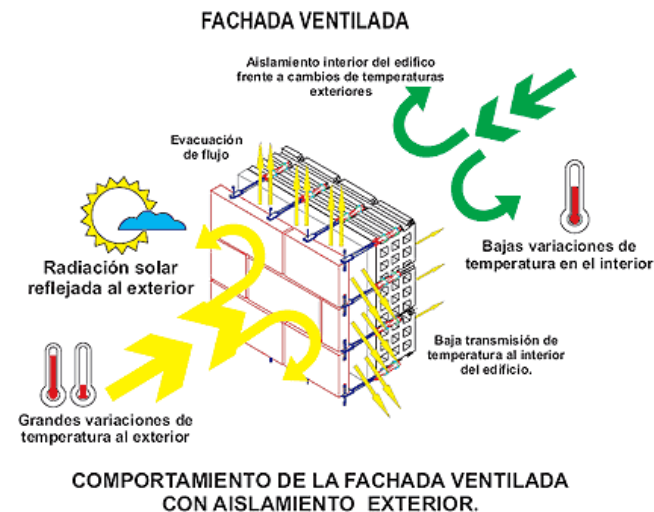 FACHADA VENTILADA
Aislamiento interior del edifico
frente a cambios de temperaturas
exteriores
Evacuación
de flujo
Radiación solar
reflejada al exterior
Bajas variaciones de
temperatura en el interior
Baja transmisión de
temperatura al interior
del edificio.
Grandes variaciones de
temperatura al exterior
COMPORTAMIENTO DE LA FACHADA VENTILADA
CON AISLAMIENTO EXTERIOR.